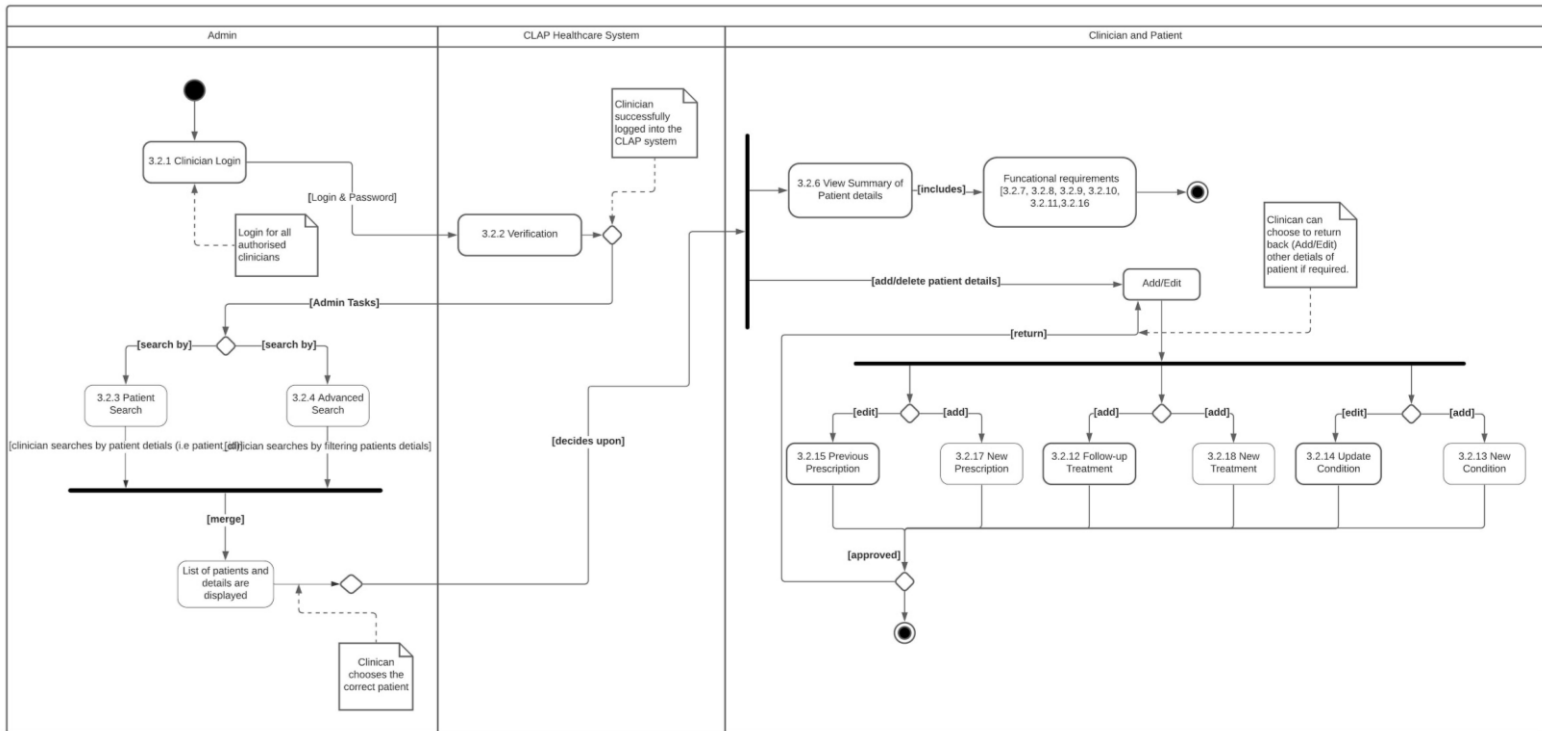 Admin
CLAP Healthcare System
Clinician and Patient
3.2.1 Clinician Login
[Login & Password]
Login for all
authorised
clinicians
3.2.2 Verification
Clinician
successfully
logged into the
CLAP system
[Admin Tasks]
[search by]
[search by]
3.2.3 Patient
Search
3.2.4 Advanced
Search
[clinician searches by patient detials (i.e patient id)]
[clinician searches by filtering patients detials]
[merge]
List of patients and
details are
displayed
Clinican
chooses the
correct patient
[decides upon]
3.2.6 View Summary of
Patient details
[includes]
Funcational requirements
[3.2.7, 3.2.8, 3.2.9, 3.2.10,
3.2.11,3.2.16
Clinican can
choose to return
back (Add/Edit)
other detials of
patient if required.
[add/delete patient details]
Add/Edit
[return]
[edit]
[add]
[add]
[add]
[edit]
[add]
3.2.15 Previous
Prescription
3.2.17 New
Prescription
3.2.12 Follow-up
Treatment
3.2.18 New
Treatment
3.2.14 Update
Condition
3.2.13 New
Condition
[approved]